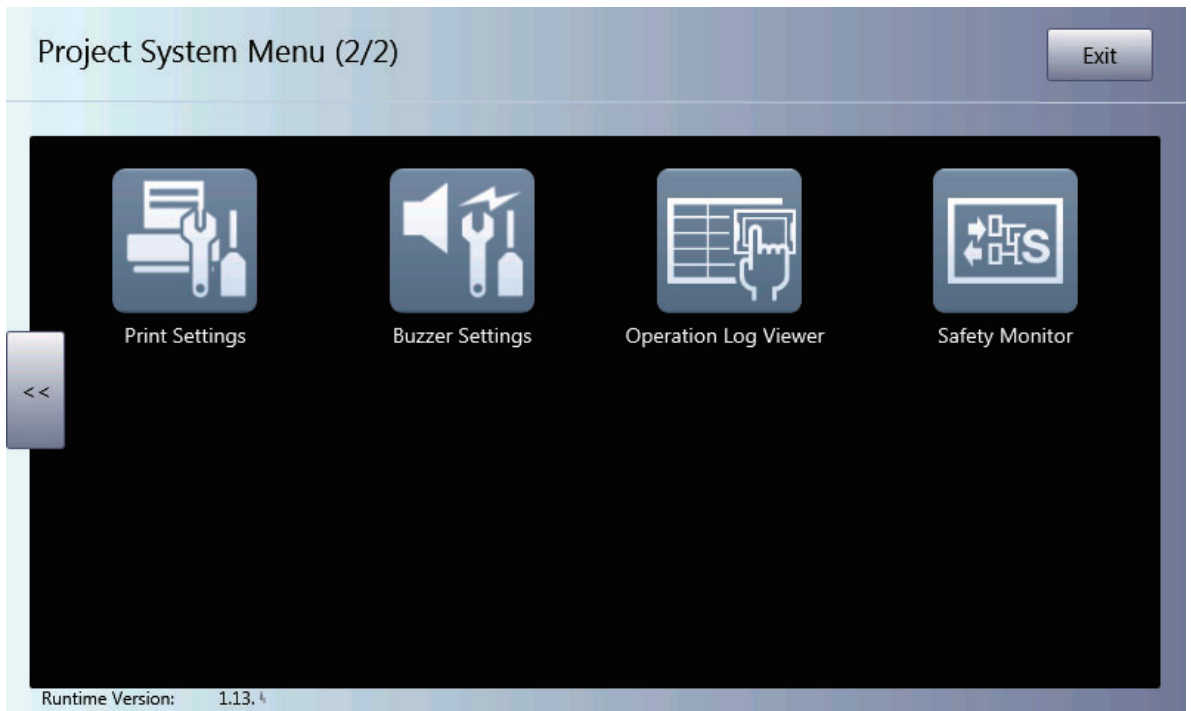 Project System Menu (2/2)
Exit
S
Print Settings
Buzzer Settings
Operation Log Viewer
Safety Monitor
<<
Runtime Version: 1.13.